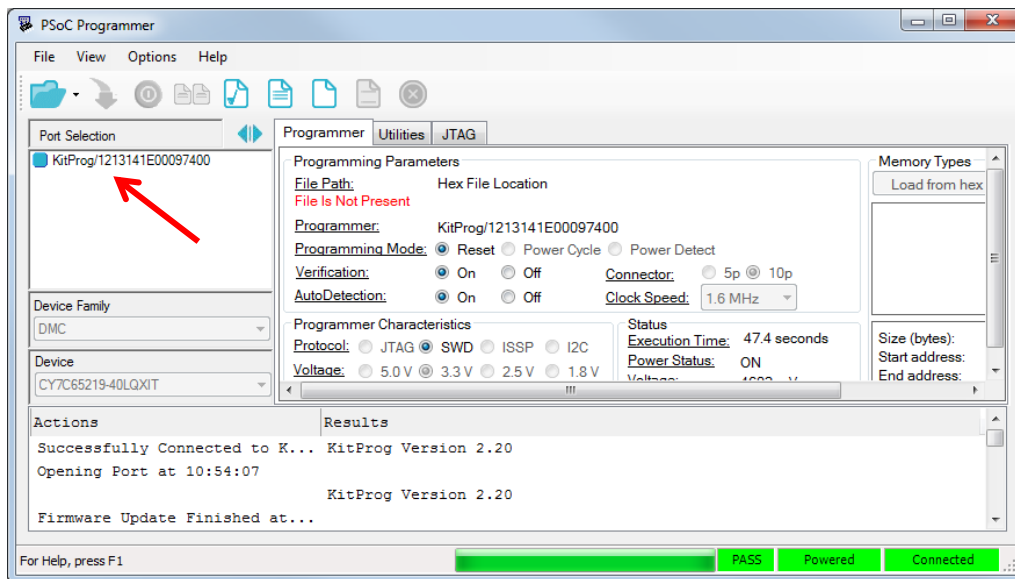 PSoC Programmer
File View Options Help
Port Selection
KitProg/1213141E00097400
Device Family
DMC
Device
CY7C65219-40LQXIT
Programmer Utilities JTAG
Programming Parameters
File Path: Hex File Location
File Is Not Present
Programmer: KitProg/1213141E00097400
Programming Mode: Reset Power Cycle Power Detect
Verification: On Off Connector: 5p 10p
AutoDetection: On Off Clock Speed: 1.6 MHz
Programmer Characteristics
Protocol: JTAG SWD ISSP I2C
Voltage: 5.0 V 3.3 V 2.5 V 1.8 V
Status
Execution Time: 47.4 seconds
Power Status: ON
Voltage:
Memory Types
Load from hex
Size (bytes):
Start address:
End address:
Actions Results
Successfully Connected to K... KitProg Version 2.20
Opening Port at 10:54:07
KitProg Version 2.20
Firmware Update Finished at...
For Help, press F1 PASS Powered Connected